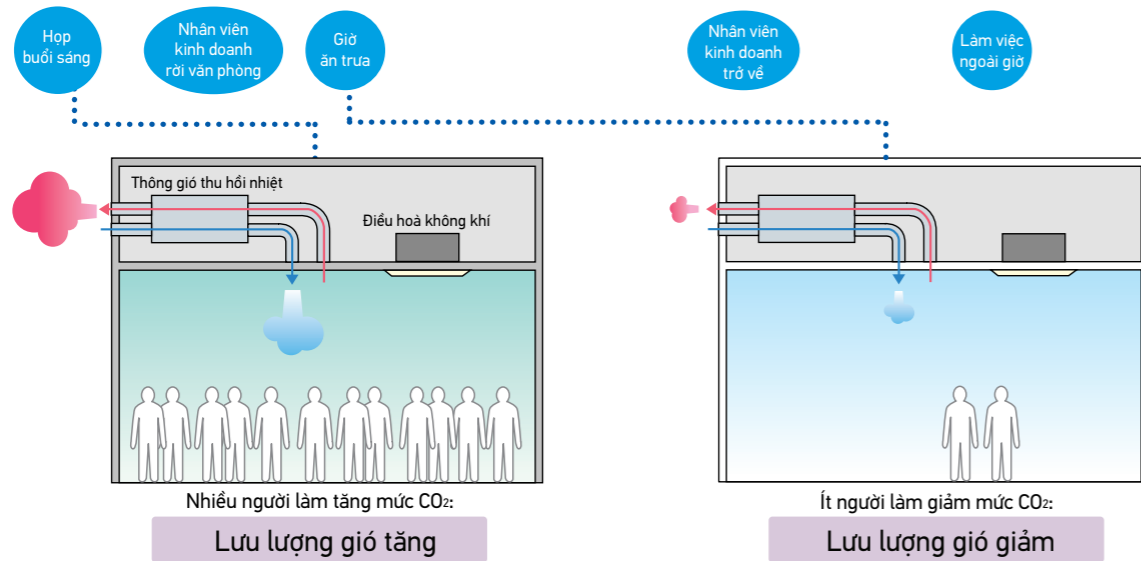 Họp
buổi sáng
Nhân viên
kinh doanh
rời văn phòng
Giờ
ăn trưa
Nhân viên
kinh doanh
trở về
Làm việc
ngoài giờ
Thông gió thu hồi nhiệt
Điều hoà không khí
Nhiều người làm tăng mức CO₂:
Lưu lượng gió tăng
Ít người làm giảm mức CO₂:
Lưu lượng gió giảm